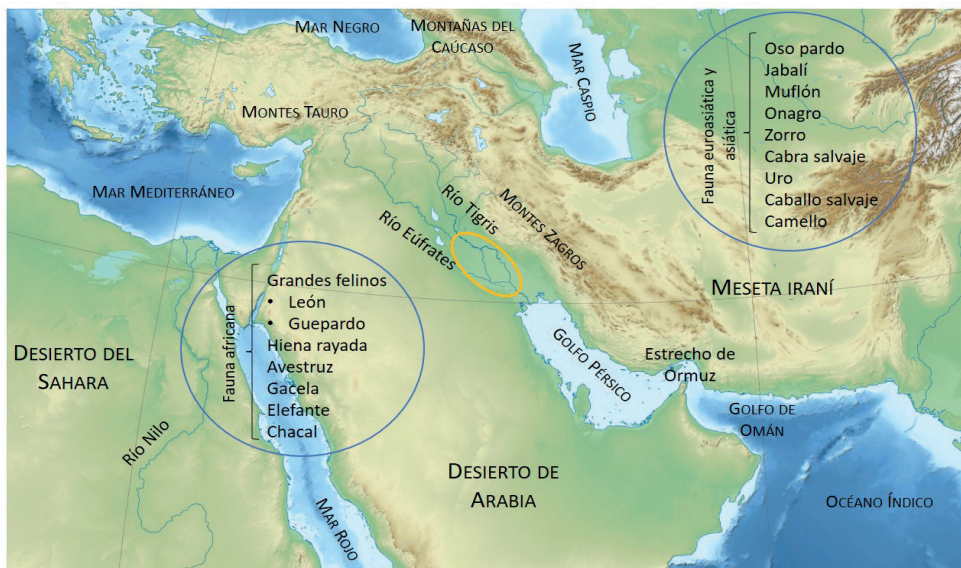 MAR NEGRO
MONTAÑAS DEL
CAÚCASO
MAR CASPIO
MONTES TAURO
MAR MEDITERRÁNEO
RÍO TIGRIS
RÍO EÚFRATES
MONTES ZAGROS
Fauna euroasiática y
asiática
Oso pardo
Jabalí
Muflón
Onagro
Zorro
Cabra salvaje
Uro
Caballo salvaje
Camello
MESETA IRANÍ
Fauna africana
Grandes felinos
• León
• Guepardo
Hiena rayada
Avestruz
Gacela
Elefante
Chacal
DESIERTO DEL
SAHARA
RÍO NILO
MAR ROJO
GOLFO PÉRSICO
Estrecho de
Ormuz
GOLFO DE
OMÁN
DESIERTO DE
ARABIA
OCÉANO ÍNDICO